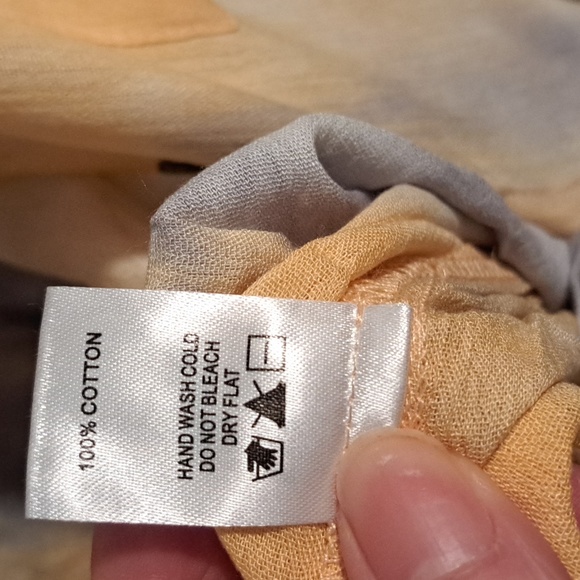 100% COTTON
HAND WASH COLD
DO NOT BLEACH
DRY FLAT